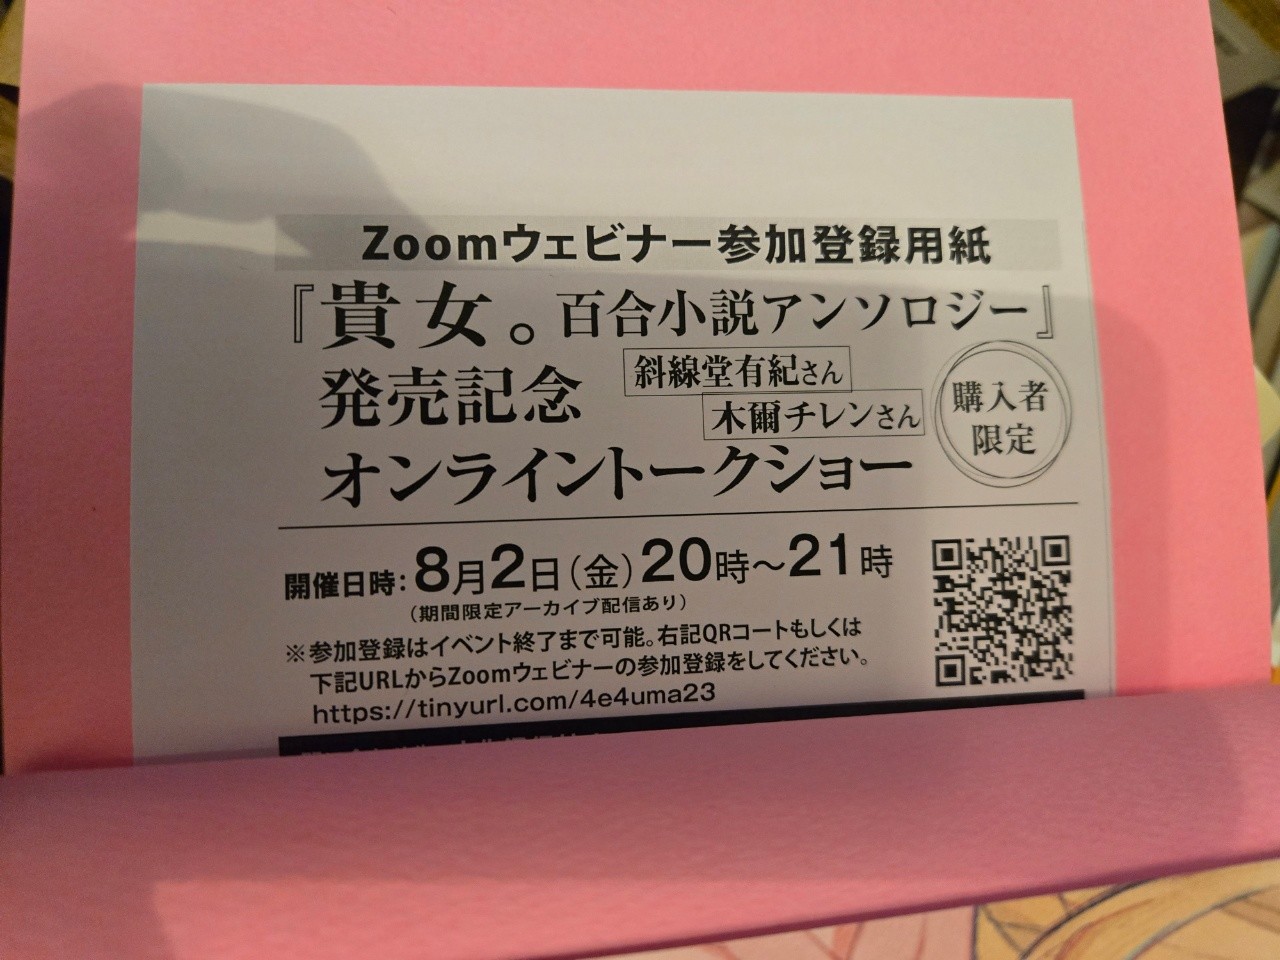 Zoomウェビナー参加登録用紙
『貴女。百合小説アンソロジー』
発売記念
斜線堂有紀さん
木爾チレンさん
オンライントークショー
購入者
限定
開催日時：8月2日（金）20時～21時
（期間限定アーカイブ配信あり）
※参加登録はイベント終了まで可能。右記QRコートもしくは
下記URLからZoomウェビナーの参加登録をしてください。
https://tinyurl.com/4e4uma23